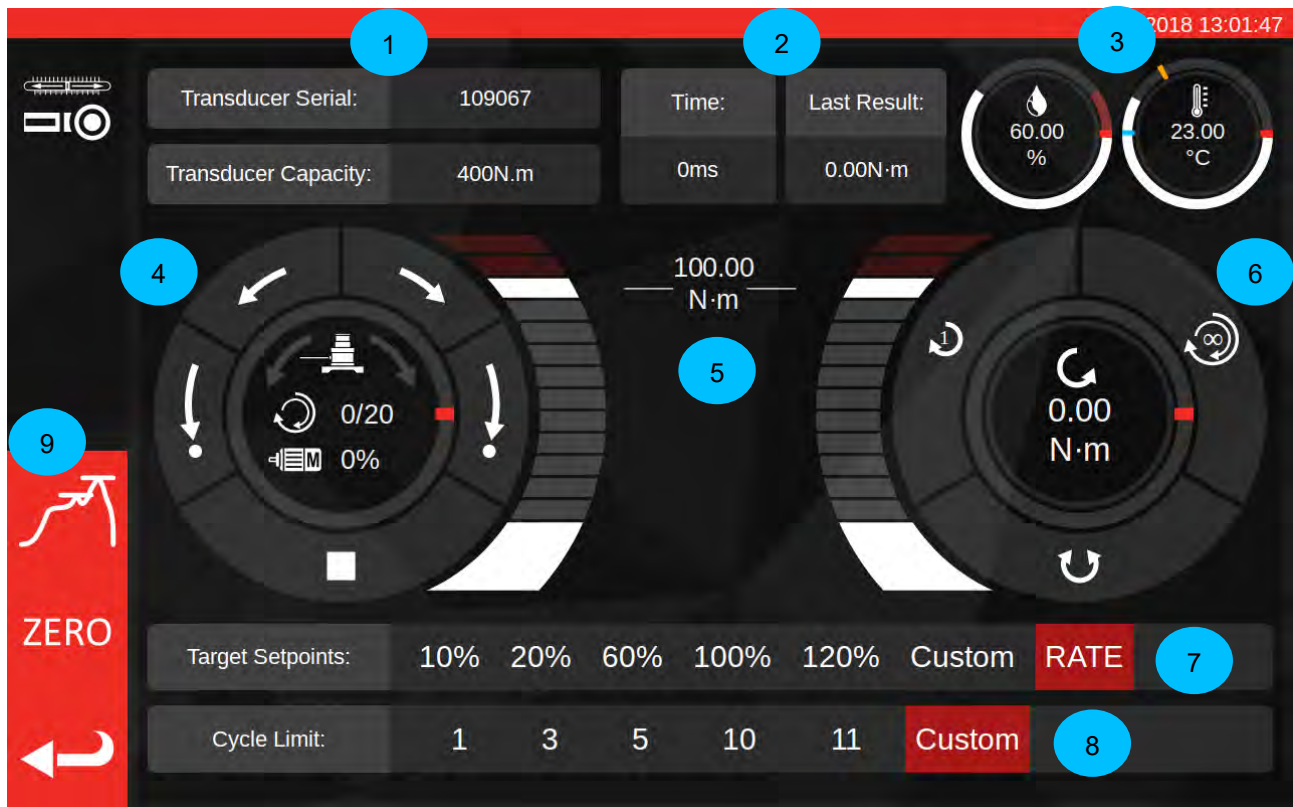 2018 13:01:47
1
2
3
Transducer Serial: 109067
Transducer Capacity: 400N.m
Time: Last Result:
0ms 0.00N·m
60.00
%
23.00
°C
4
100.00
N·m
5
6
0/20
M 0%
1
∞
0.00
N·m
9
ZERO
Target Setpoints: 10% 20% 60% 100% 120% Custom RATE 7
Cycle Limit: 1 3 5 10 11 Custom 8